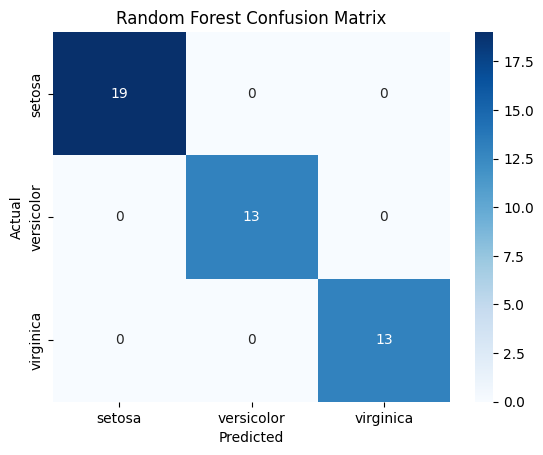 Random Forest Confusion Matrix
Actual
setosa
versicolor
virginica
19 0 0
0 13 0
0 0 13
setosa versicolor virginica
Predicted
17.5
15.0
12.5
10.0
7.5
5.0
2.5
0.0